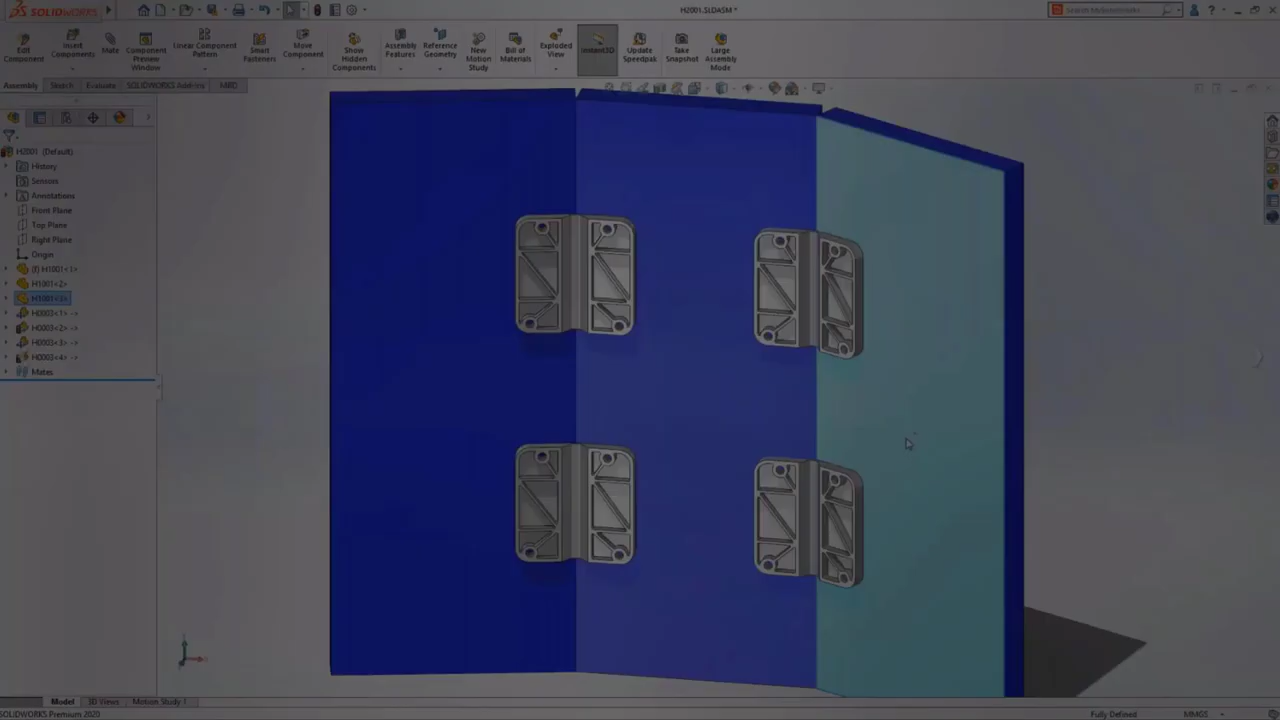 SOLIDWORKS
H2001.SLDASM *
Edit Component
Insert Components
Mate
Component Preview Window
Linear Component Pattern
Smart Fasteners
Move Component
Show Hidden Components
Assembly Features
Reference Geometry
New Motion Study
Bill of Materials
Exploded View
Instant3D
Update Speedpak
Take Snapshot
Large Assembly Mode
Assembly
Sketch
Evaluate
SOLIDWORKS Add-Ins
MBD
H2001 (Default)
History
Sensors
Annotations
Front Plane
Top Plane
Right Plane
Origin
(f) H1001<1>
H1001<2>
H1001<3>
H0003<1> ->
H0003<2> ->
H0003<3> ->
H0003<4> ->
Mates
Model
3D Views
Motion Study 1
SOLIDWORKS Premium 2020
Fully Defined
MMGS